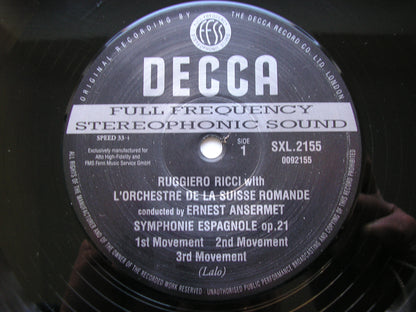 ORIGINAL RECORDING BY THE DECCA RECORD CO. LTD., LONDON
FFSS
DECCA
FULL FREQUENCY
STEREOPHONIC SOUND
SPEED 33
SIDE
1
SXL.2155
0092155
Exclusively manufactured for
Alto High-Fidelity and
FMS Fenn Music Service GmbH
RUGGIERO RICCI with
L'ORCHESTRE DE LA SUISSE ROMANDE
conducted by ERNEST ANSERMET
SYMPHONIE ESPAGNOLE op.21
1st Movement 2nd Movement
3rd Movement
(Lalo)
ALL RIGHTS OF THE MANUFACTURER AND OF THE OWNER OF THE RECORDED WORK RESERVED · UNAUTHORISED PUBLIC PERFORMANCE BROADCASTING AND COPYING OF THIS RECORD PROHIBITED